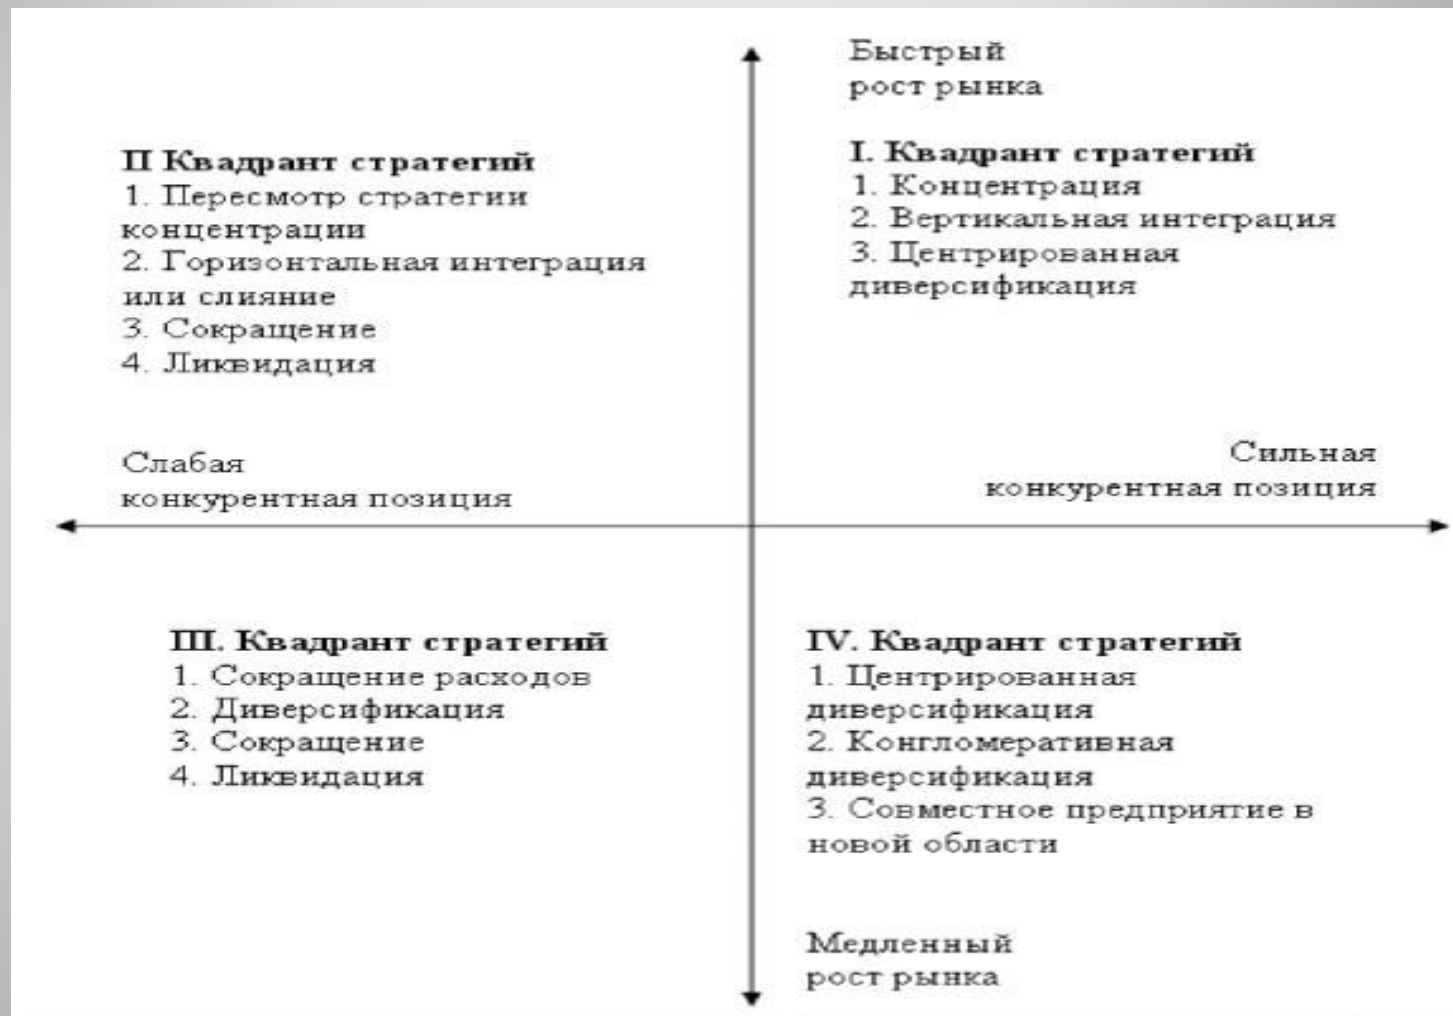 Быстрый
рост рынка
II Квадрант стратегий
1. Пересмотр стратегии
концентрации
2. Горизонтальная интеграция
или слияние
3. Сокращение
4. Ликвидация
I. Квадрант стратегий
1. Концентрация
2. Вертикальная интеграция
3. Центрированная
диверсификация
Слабая
конкурентная позиция
Сильная
конкурентная позиция
III. Квадрант стратегий
1. Сокращение расходов
2. Диверсификация
3. Сокращение
4. Ликвидация
IV. Квадрант стратегий
1. Центрированная
диверсификация
2. Конгломеративная
диверсификация
3. Совместное предприятие в
новой области
Медленный
рост рынка